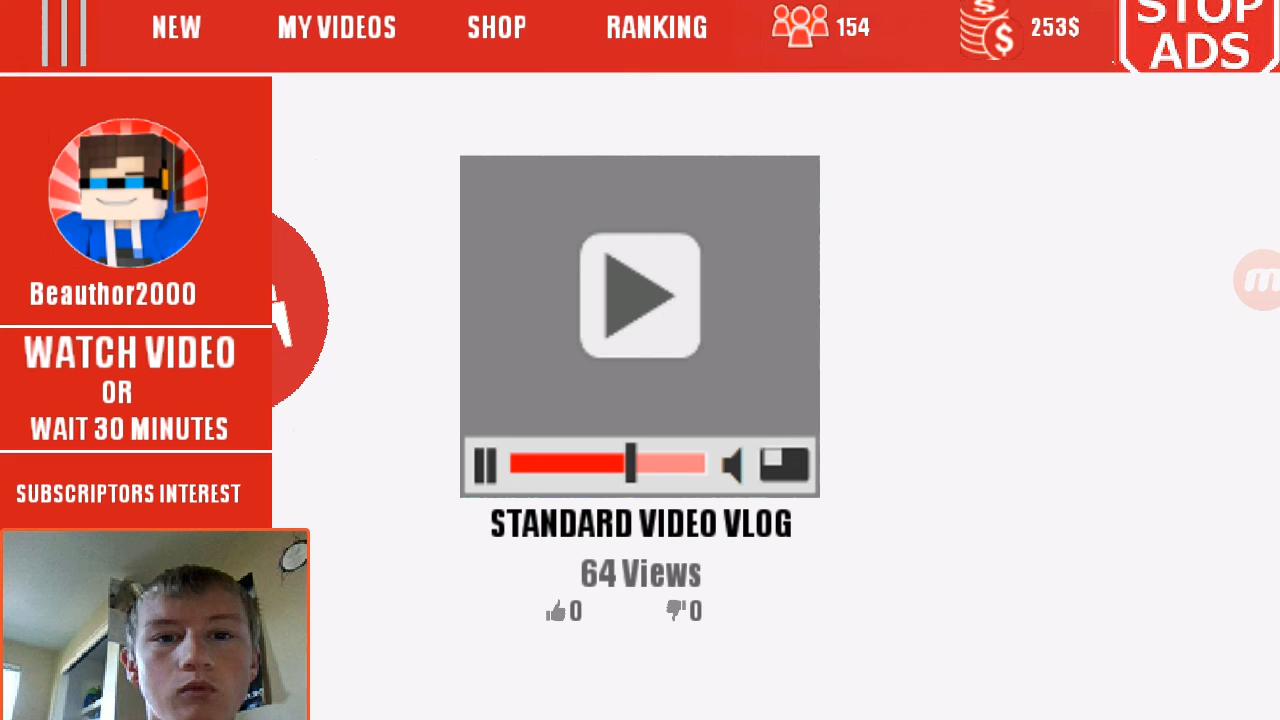 NEW
MY VIDEOS
SHOP
RANKING
154
253$
STOP
ADS
Beauthor2000
WATCH VIDEO
OR
WAIT 30 MINUTES
SUBSCRIPTORS INTEREST
STANDARD VIDEO VLOG
64 Views
0
0